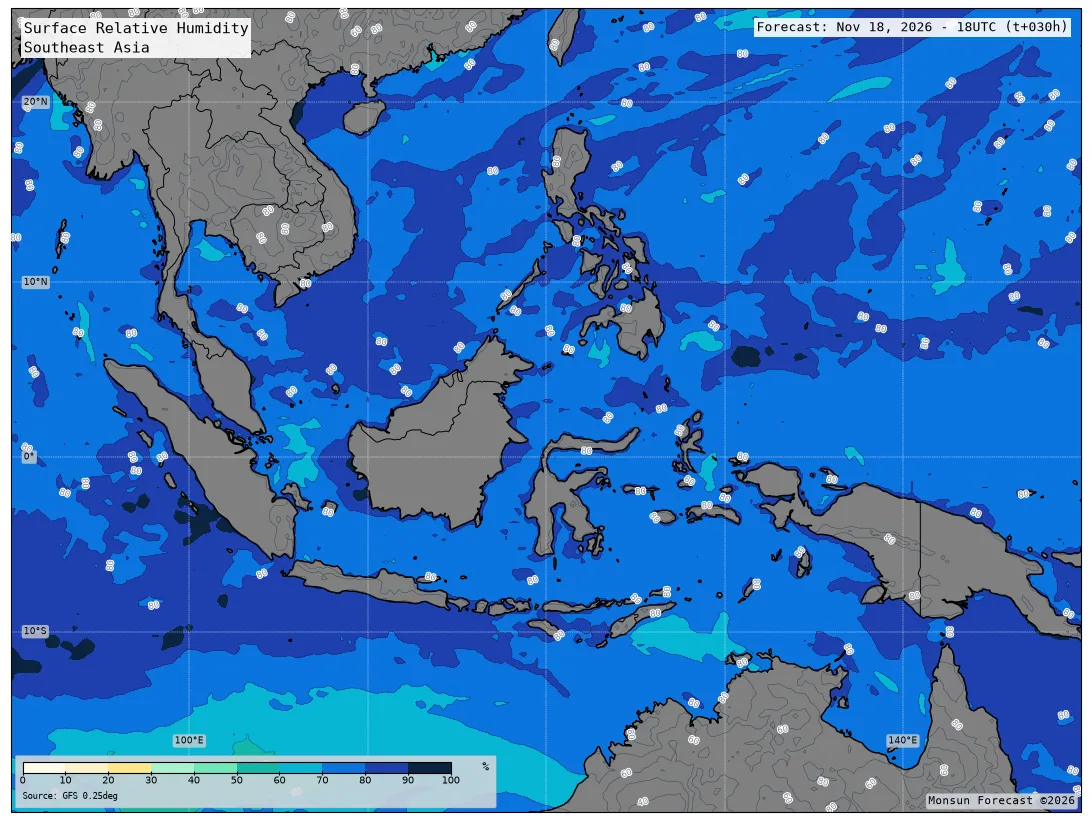 Surface Relative Humidity
Southeast Asia
Forecast: Nov 18, 2026 - 18UTC (t+030h)
20°N
10°N
0°
10°S
100°E
140°E
%
0 10 20 30 40 50 60 70 80 90 100
Source: GFS 0.25deg
Monsun Forecast ©2026